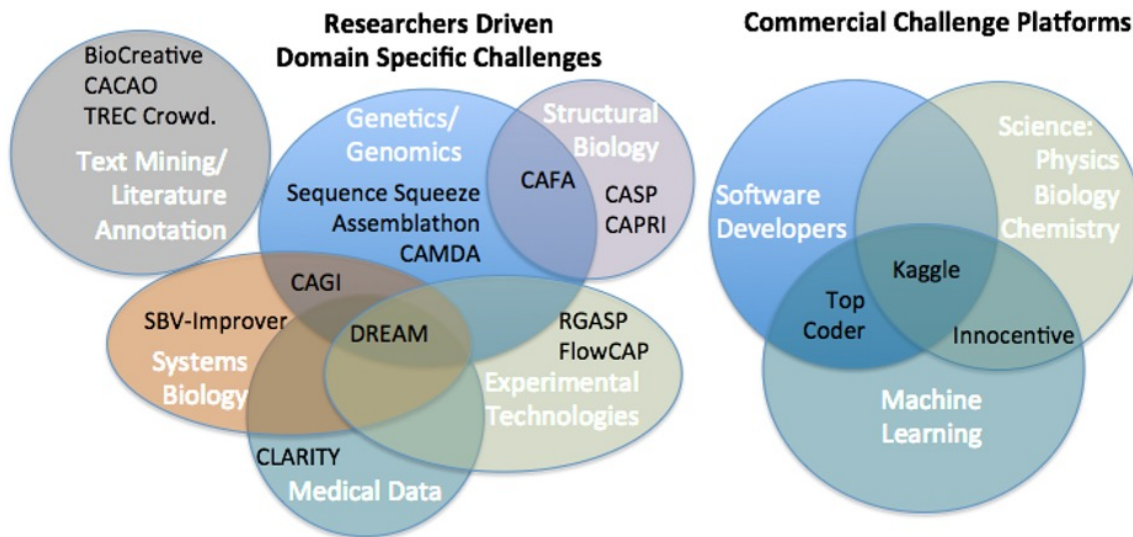 Researchers Driven
Domain Specific Challenges
BioCreative
CACAO
TREC Crowd.
Text Mining/
Literature
Annotation
Genetics/
Genomics
Sequence Squeeze
Assemblathon
CAMDA
Structural
Biology
CAFA
CASP
CAPRI
CAGI
SBV-Improver
Systems
Biology
DREAM
RGASP
FlowCAP
Experimental
Technologies
CLARITY
Medical Data
Commercial Challenge Platforms
Software
Developers
Science:
Physics
Biology
Chemistry
Kaggle
Top
Coder
Innocentive
Machine
Learning